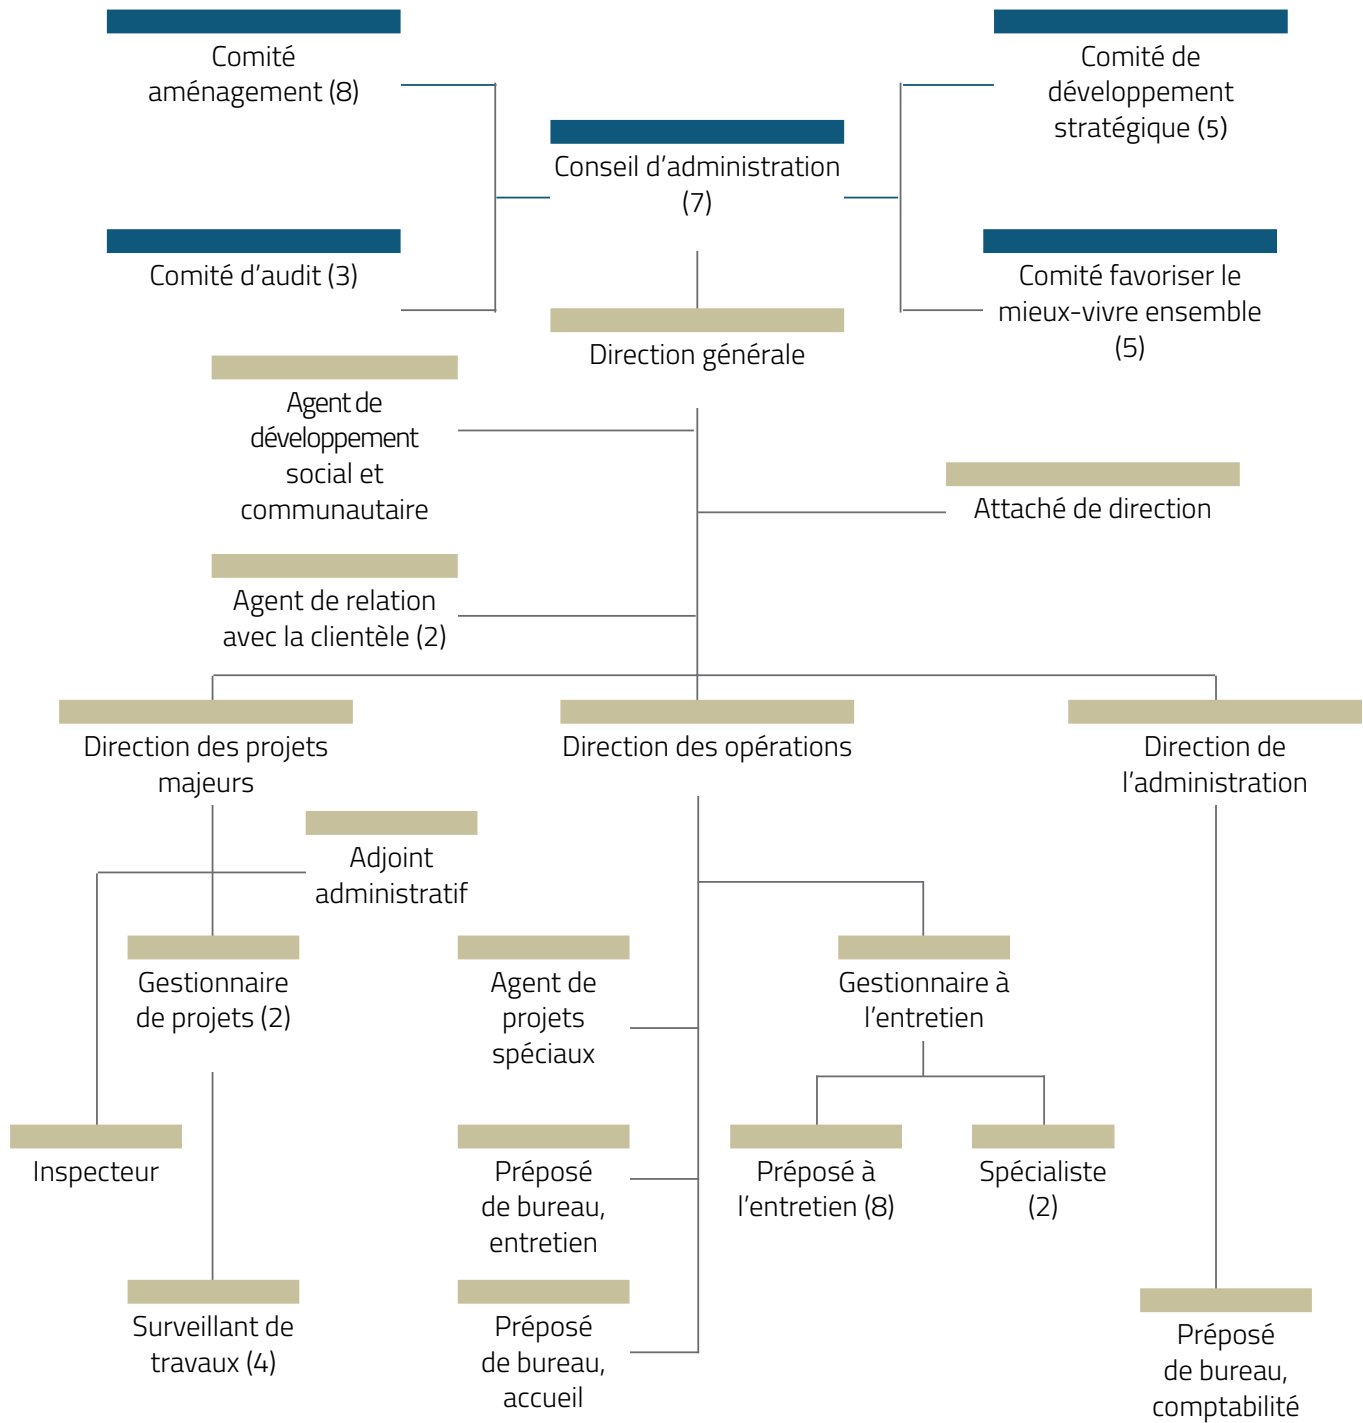 Comité
aménagement (8)
Comité de
développement
stratégique (5)
Conseil d'administration
(7)
Comité d'audit (3)
Comité favoriser le
mieux-vivre ensemble
(5)
Direction générale
Agent de
développement
social et
communautaire
Attaché de direction
Agent de relation
avec la clientèle (2)
Direction des projets
majeurs
Direction des opérations
Direction de
l'administration
Adjoint
administratif
Gestionnaire
de projets (2)
Agent de
projets
spéciaux
Gestionnaire à
l'entretien
Inspecteur
Préposé
de bureau,
entretien
Préposé à
l'entretien (8)
Spécialiste
(2)
Surveillant de
travaux (4)
Préposé
de bureau,
accueil
Préposé
de bureau,
comptabilité